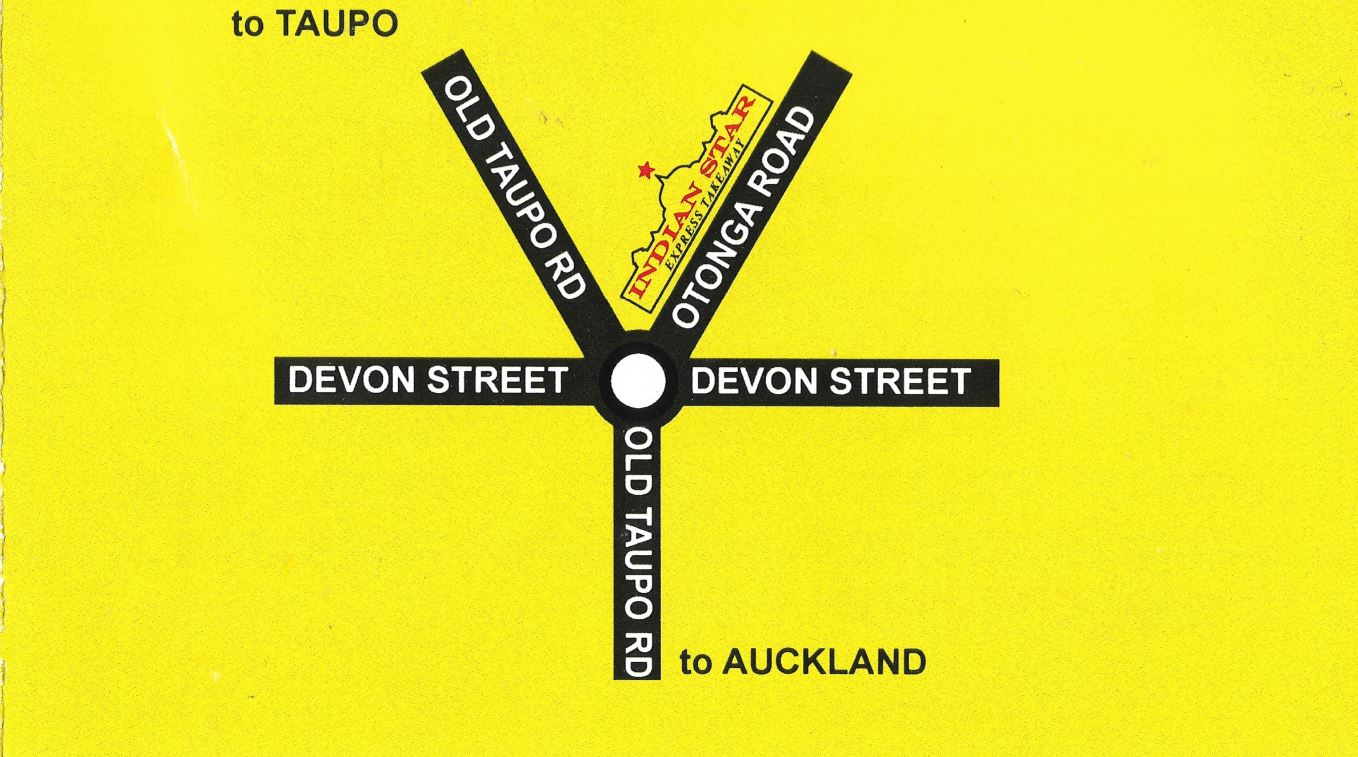 to TAUPO
OLD TAUPO RD
INDIAN STAR
EXPRESS TAKEAWAY
OTONGA ROAD
DEVON STREET
DEVON STREET
OLD TAUPO RD
to AUCKLAND